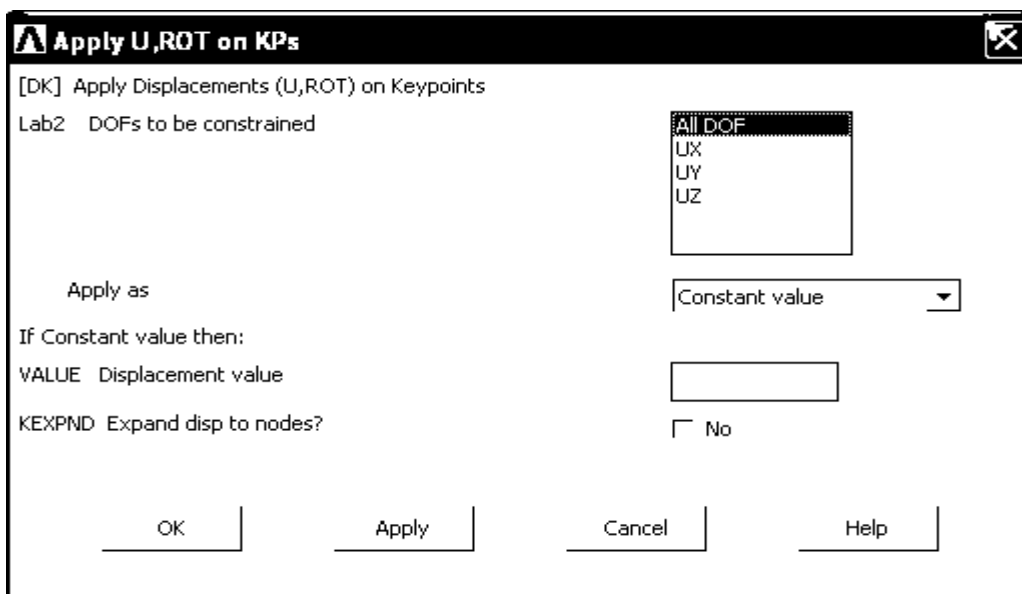 Apply U,ROT on KPs
[DK] Apply Displacements (U,ROT) on Keypoints
Lab2 DOFs to be constrained
All DOF
UX
UY
UZ
Apply as
Constant value
If Constant value then:
VALUE Displacement value
KEXPND Expand disp to nodes?
No
OK Apply Cancel Help